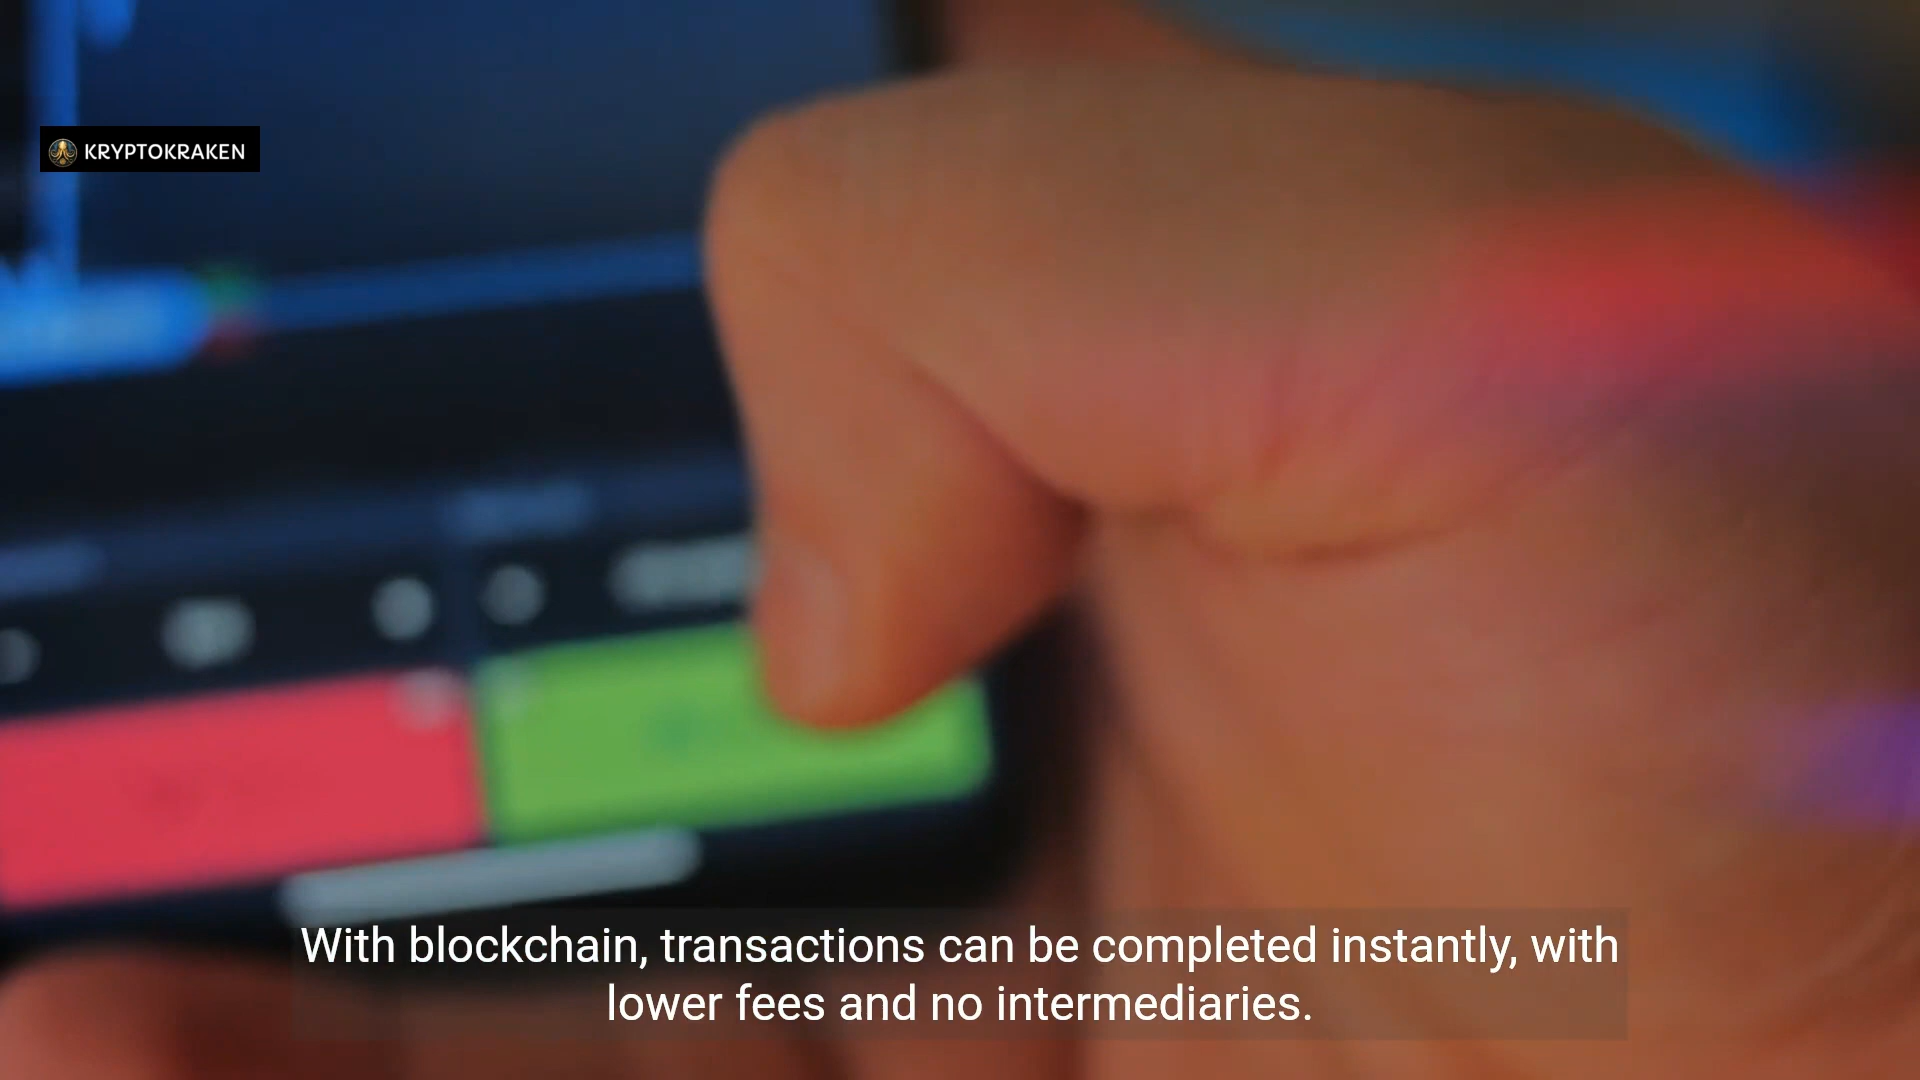 KRYPTOKRAKEN
With blockchain, transactions can be completed instantly, with
lower fees and no intermediaries.